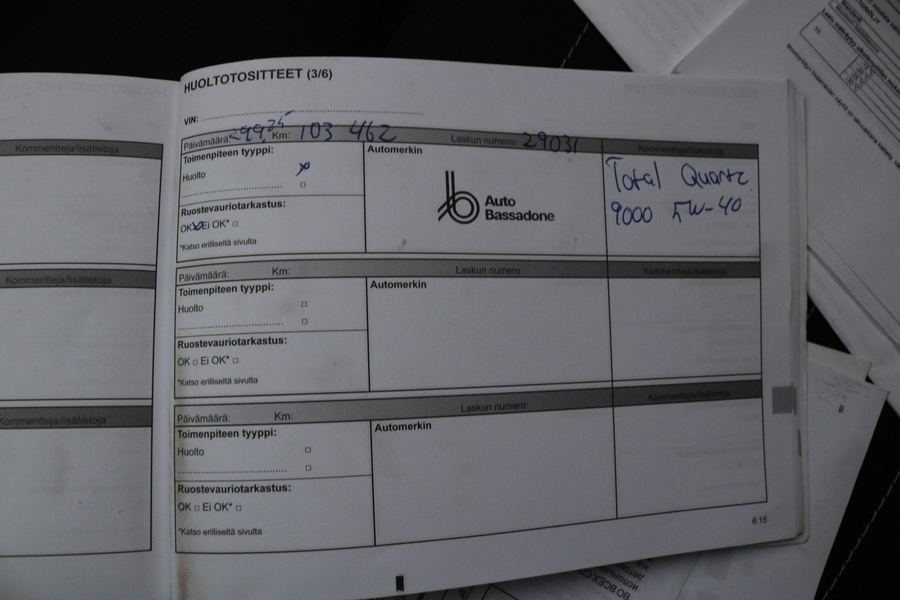 HUOLTOTOSITTEET (3/6)
VIN:
Päivämäärä: Km: 103 462 Laskun numero: 29031 Kommentteja/lisätietoja
Toimenpiteen tyyppi: Automerkin
Huolto
Total Quartz
9000 5W-40
Auto
Bassadone
Ruostevauriotarkastus:
OK Ei OK*
*Katso erilliseltä sivulta
Päivämäärä: Km: Laskun numero: Kommentteja/lisätietoja
Toimenpiteen tyyppi: Automerkin
Huolto
Ruostevauriotarkastus:
OK Ei OK*
*Katso erilliseltä sivulta
Päivämäärä: Km: Laskun numero: Kommentteja/lisätietoja
Toimenpiteen tyyppi: Automerkin
Huolto
Ruostevauriotarkastus:
OK Ei OK*
*Katso erilliseltä sivulta
6.15
Kommentteja/lisätietoja
Kommentteja/lisätietoja
Kommentteja/lisätietoja